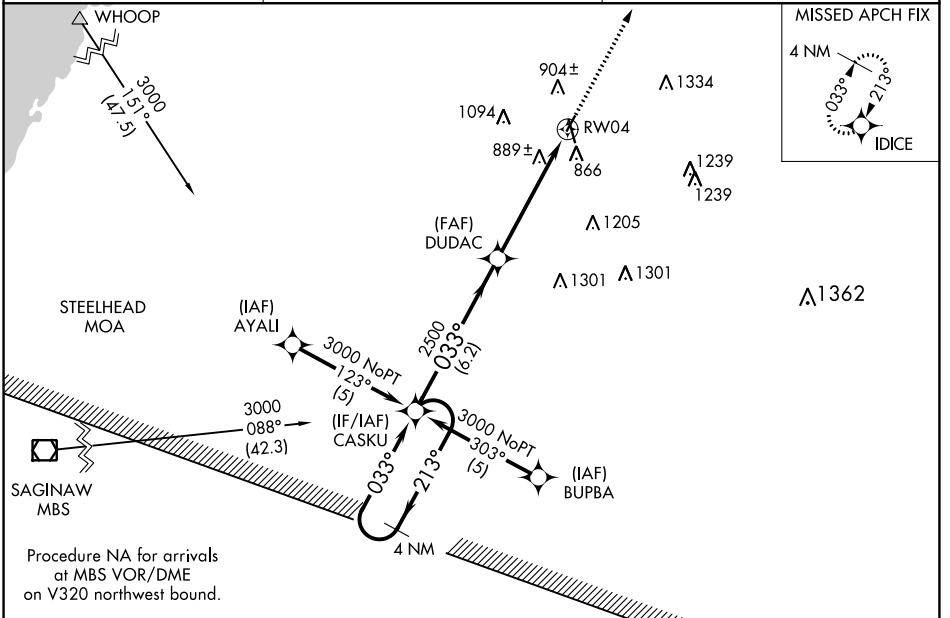 WHOOP
3000
151°
(47.5)
MISSED APCH FIX
4 NM
033°
213°
IDICE
904±
1334
1094
RW04
889±
866
1239
1239
1205
(FAF)
DUDAC
1301
1301
1362
STEELHEAD
MOA
(IAF)
AYALI
3000 NoPT
123°
(5)
2500
033°
(6.2)
3000
088°
(42.3)
(IF/IAF)
CASKU
3000 NoPT
303°
(5)
(IAF)
BUPBA
033°
213°
4 NM
SAGINAW
MBS
Procedure NA for arrivals
at MBS VOR/DME
on V320 northwest bound.